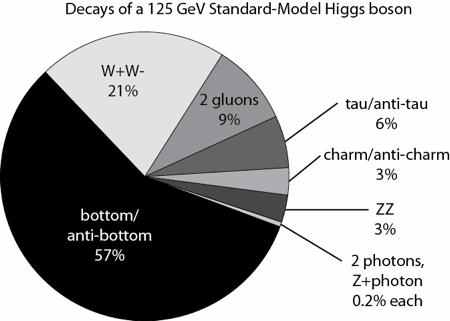 Decays of a 125 GeV Standard-Model Higgs boson
W+W-
21%
2 gluons
9%
tau/anti-tau
6%
charm/anti-charm
3%
ZZ
3%
2 photons,
Z+photon
0.2% each
bottom/
anti-bottom
57%